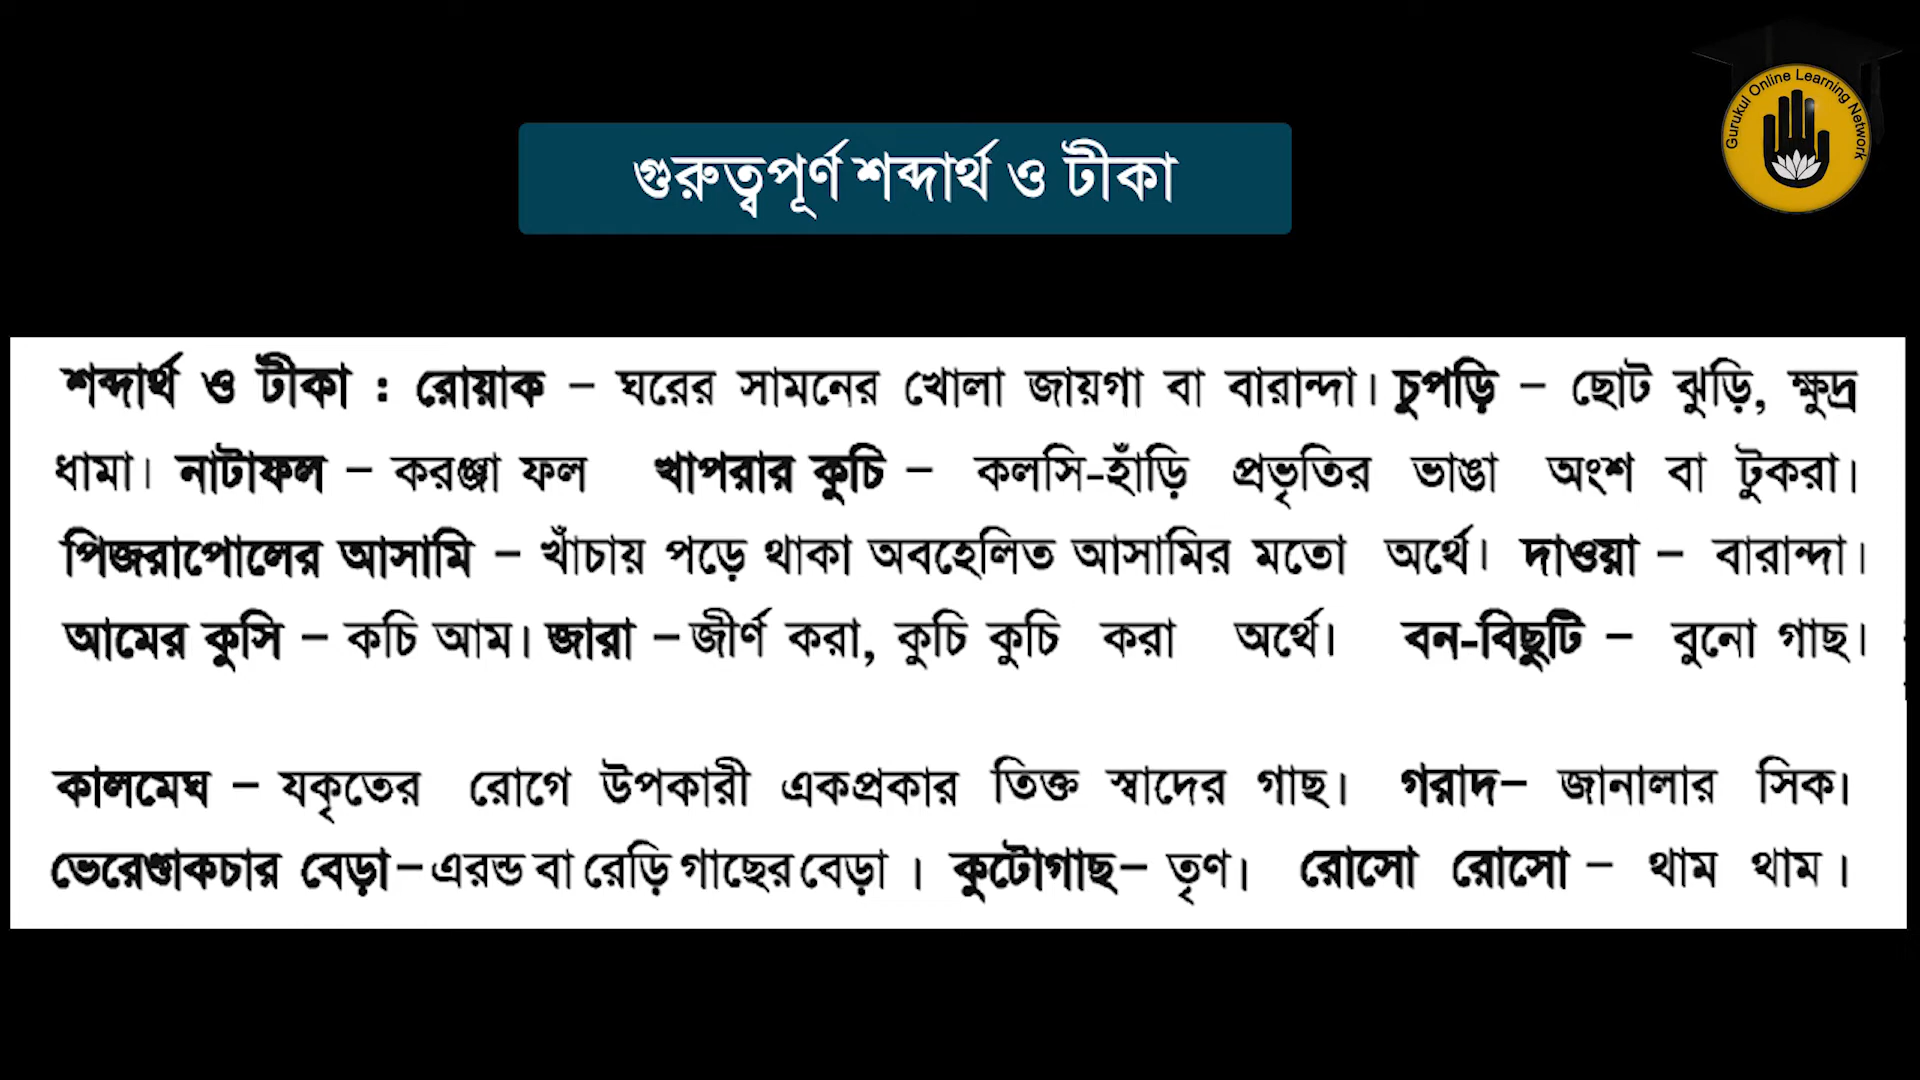 Gurukul Online Learning Network
গুরুত্বপূর্ণ শব্দার্থ ও টীকা
শব্দার্থ ও টীকা : রোয়াক – ঘরের সামনের খোলা জায়গা বা বারান্দা। চুপড়ি – ছোট ঝুড়ি, ক্ষুদ্র
ধামা। নাটাফল – করঞ্জা ফল খাপরার কুচি – কলসি-হাঁড়ি প্রভৃতির ভাঙা অংশ বা টুকরা।
পিজরাপোলের আসামি – খাঁচায় পড়ে থাকা অবহেলিত আসামির মতো অর্থে। দাওয়া – বারান্দা।
আমের কুসি – কচি আম। জারা – জীর্ণ করা, কুচি কুচি করা অর্থে। বন-বিছুটি – বুনো গাছ।
কালমেঘ – যকৃতের রোগে উপকারী একপ্রকার তিক্ত স্বাদের গাছ। গরাদ– জানালার সিক।
ভেরেণ্ডাকচার বেড়া–এরন্ড বা রেড়ি গাছের বেড়া । কুটোগাছ– তৃণ। রোসো রোসো – থাম থাম।